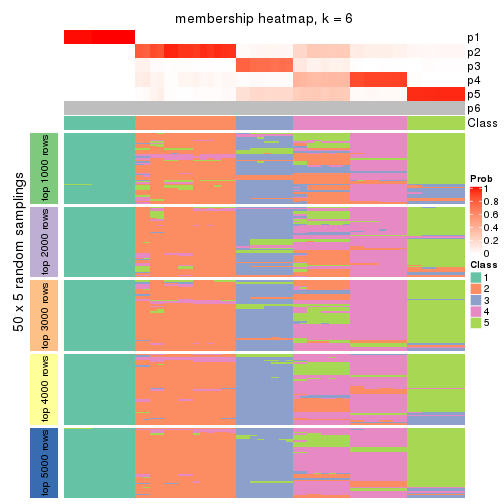 membership heatmap, k = 6
p1
p2
p3
p4
p5
p6
Class
50 x 5 random samplings
top 1000 rows
top 2000 rows
top 3000 rows
top 4000 rows
top 5000 rows
Prob
1
0.8
0.6
0.4
0.2
0
Class
1
2
3
4
5